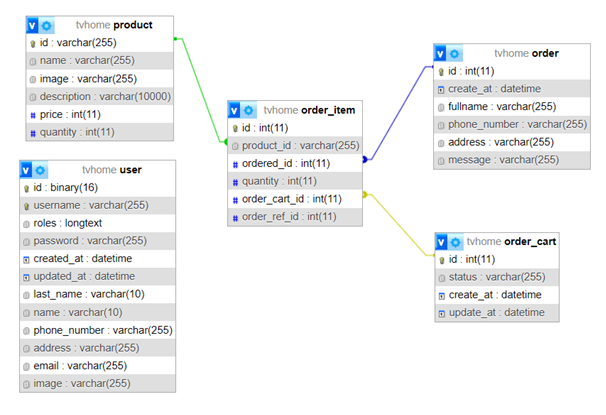 tvhome product
id : varchar(255)
name : varchar(255)
image : varchar(255)
description : varchar(10000)
price : int(11)
quantity : int(11)
tvhome user
id : binary(16)
username : varchar(255)
roles : longtext
password : varchar(255)
created_at : datetime
updated_at : datetime
last_name : varchar(10)
name : varchar(10)
phone_number : varchar(255)
address : varchar(255)
email : varchar(255)
image : varchar(255)
tvhome order_item
id : int(11)
product_id : varchar(255)
ordered_id : int(11)
quantity : int(11)
order_cart_id : int(11)
order_ref_id : int(11)
tvhome order
id : int(11)
create_at : datetime
fullname : varchar(255)
phone_number : varchar(255)
address : varchar(255)
message : varchar(255)
tvhome order_cart
id : int(11)
status : varchar(255)
create_at : datetime
update_at : datetime